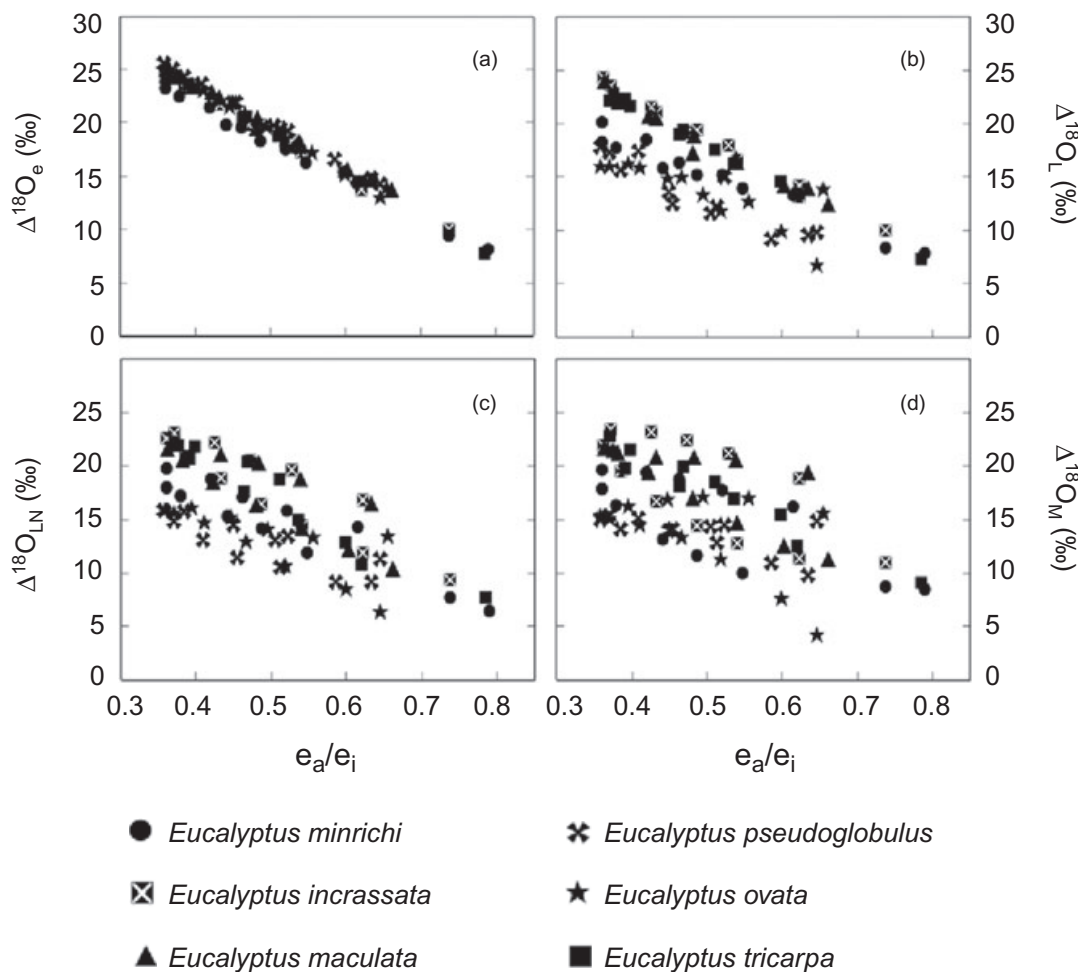 30
25
20
15
10
5
0
Δ¹⁸Oₑ (‰)
(a)
(b)
30
25
20
15
10
5
0
Δ¹⁸O_L (‰)
25
20
15
10
5
0
Δ¹⁸O_LN (‰)
(c)
(d)
25
20
15
10
5
0
Δ¹⁸O_M (‰)
0.3 0.4 0.5 0.6 0.7 0.8
0.3 0.4 0.5 0.6 0.7 0.8
eₐ/eᵢ
eₐ/eᵢ
Eucalyptus minrichi
Eucalyptus pseudoglobulus
Eucalyptus incrassata
Eucalyptus ovata
Eucalyptus maculata
Eucalyptus tricarpa